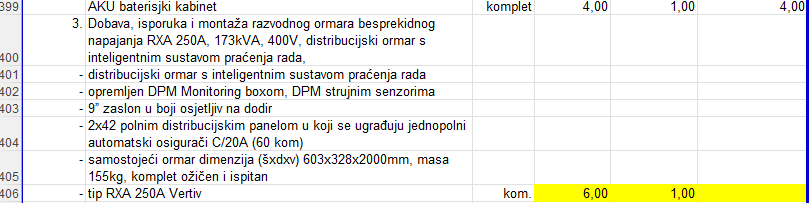 399 AKU baterijski kabinet komplet 4,00 1,00 4,00
3. Dobava, isporuka i montaža razvodnog ormara besprekidnog
napajanja RXA 250A, 173kVA, 400V, distribucijski ormar s
400 inteligentnim sustavom praćenja rada,
401 - distribucijski ormar s inteligentnim sustavom praćenja rada
402 - opremljen DPM Monitoring boxom, DPM strujnim senzorima
403 - 9” zaslon u boji osjetljiv na dodir
- 2x42 polnim distribucijskim panelom u koji se ugrađuju jednopolni
404 automatski osigurači C/20A (60 kom)
- samostojeći ormar dimenzija (šxdxv) 603x328x2000mm, masa
405 155kg, komplet ožičen i ispitan
406 - tip RXA 250A Vertiv kom. 6,00 1,00